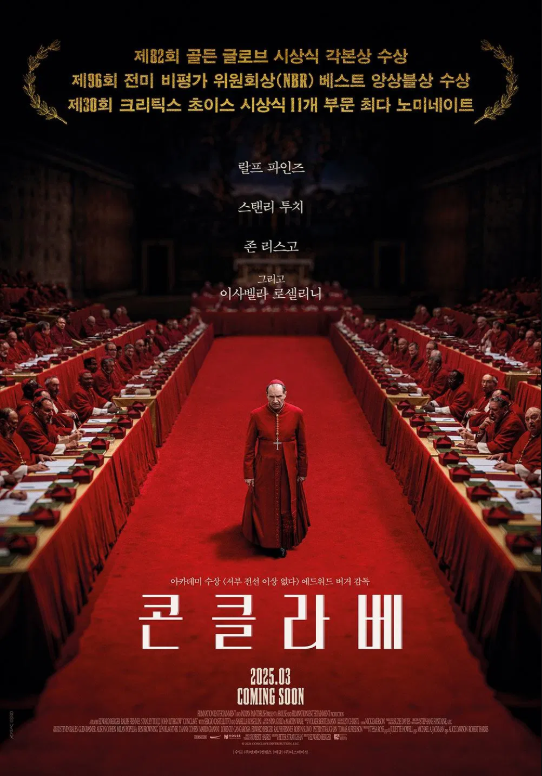 제82회 골든 글로브 시상식 각본상 수상
제96회 전미 비평가 위원회상(NBR) 베스트 앙상블상 수상
제30회 크리틱스 초이스 시상식 11개 부문 최다 노미네이트
랄프 파인즈
스탠리 투치
존 리스고
그리고
이사벨라 로셀리니
아카데미 수상 <서부 전선 이상 없다> 에드워드 버거 감독
콘클라베
2025.03
COMING SOON